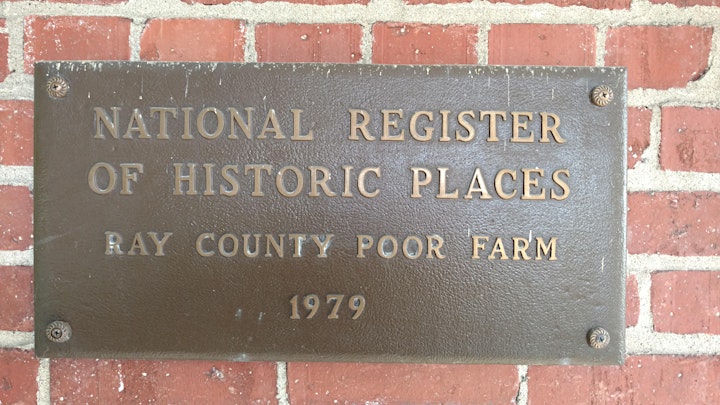 NATIONAL REGISTER
OF HISTORIC PLACES
RAY COUNTY POOR FARM
1979